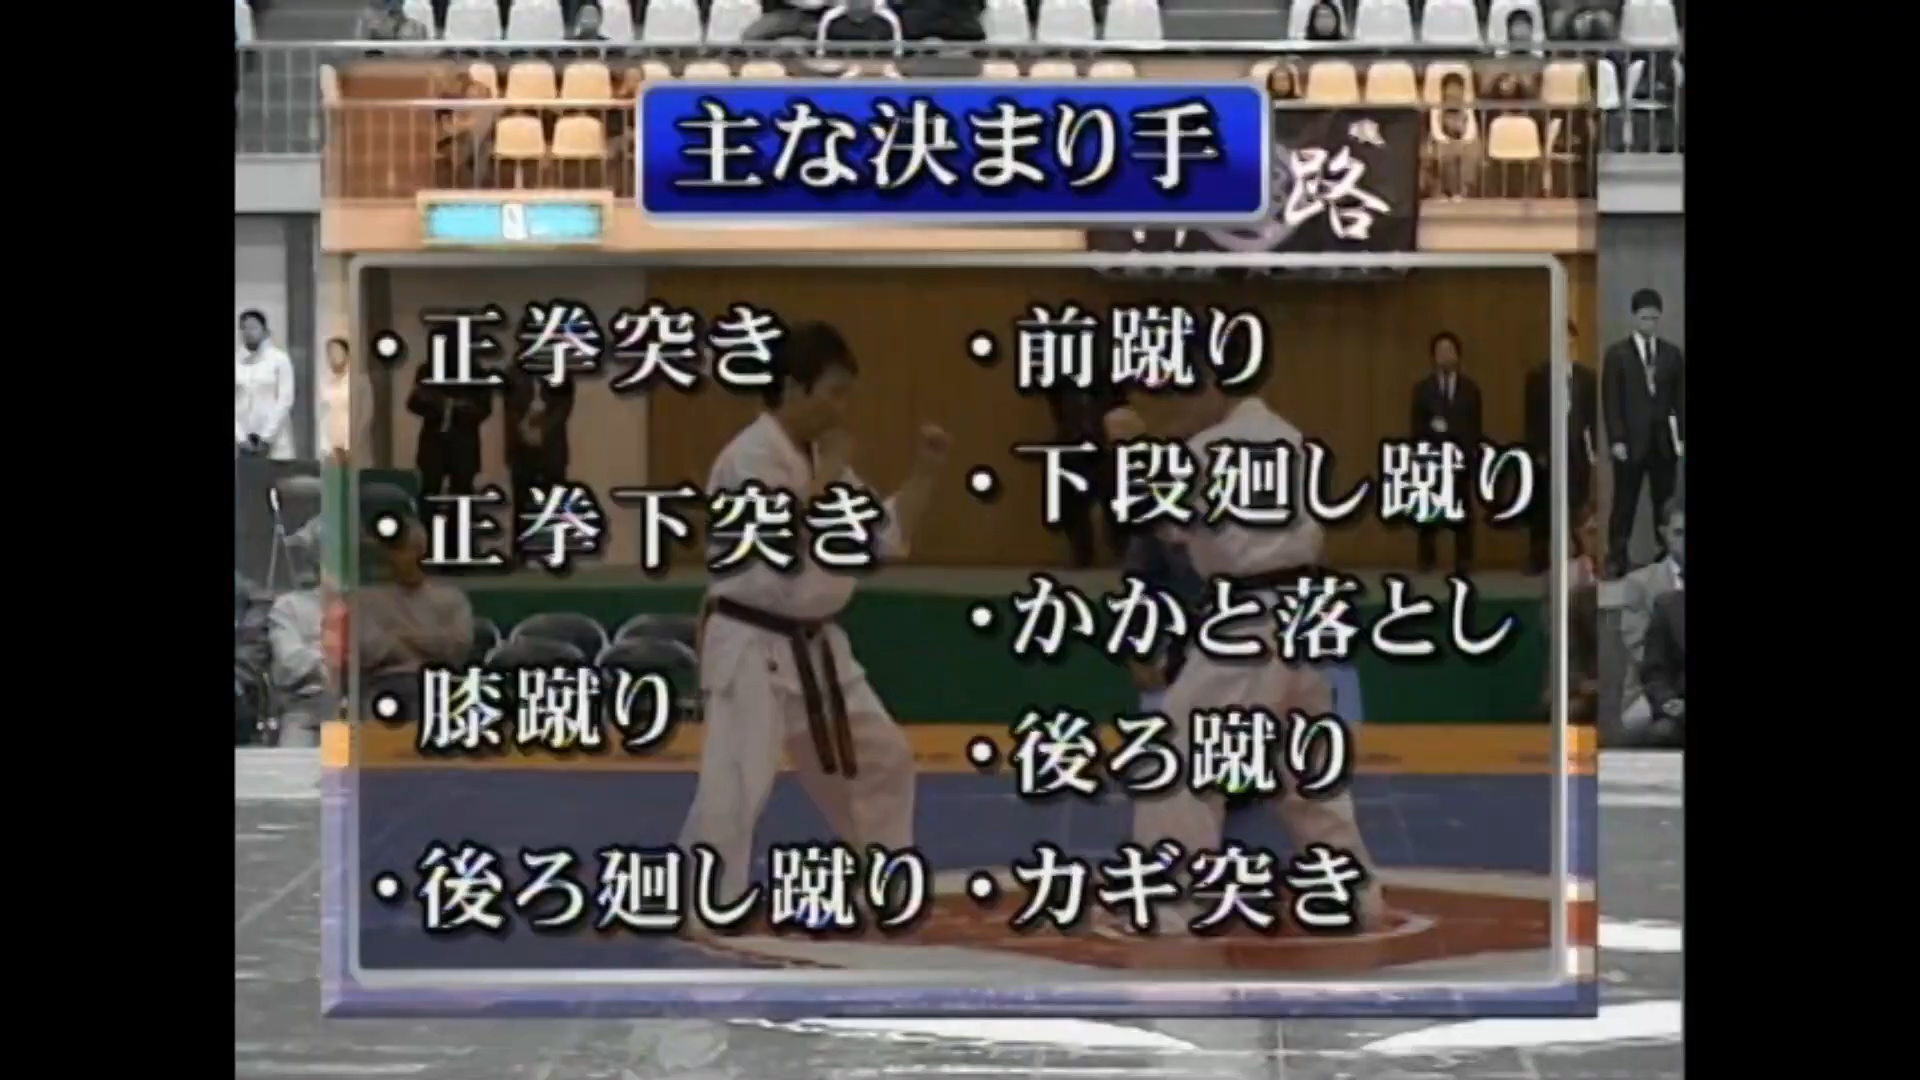 主な決まり手
・正拳突き
・正拳下突き
・膝蹴り
・後ろ廻し蹴り
・前蹴り
・下段廻し蹴り
・かかと落とし
・後ろ蹴り
・カギ突き
路